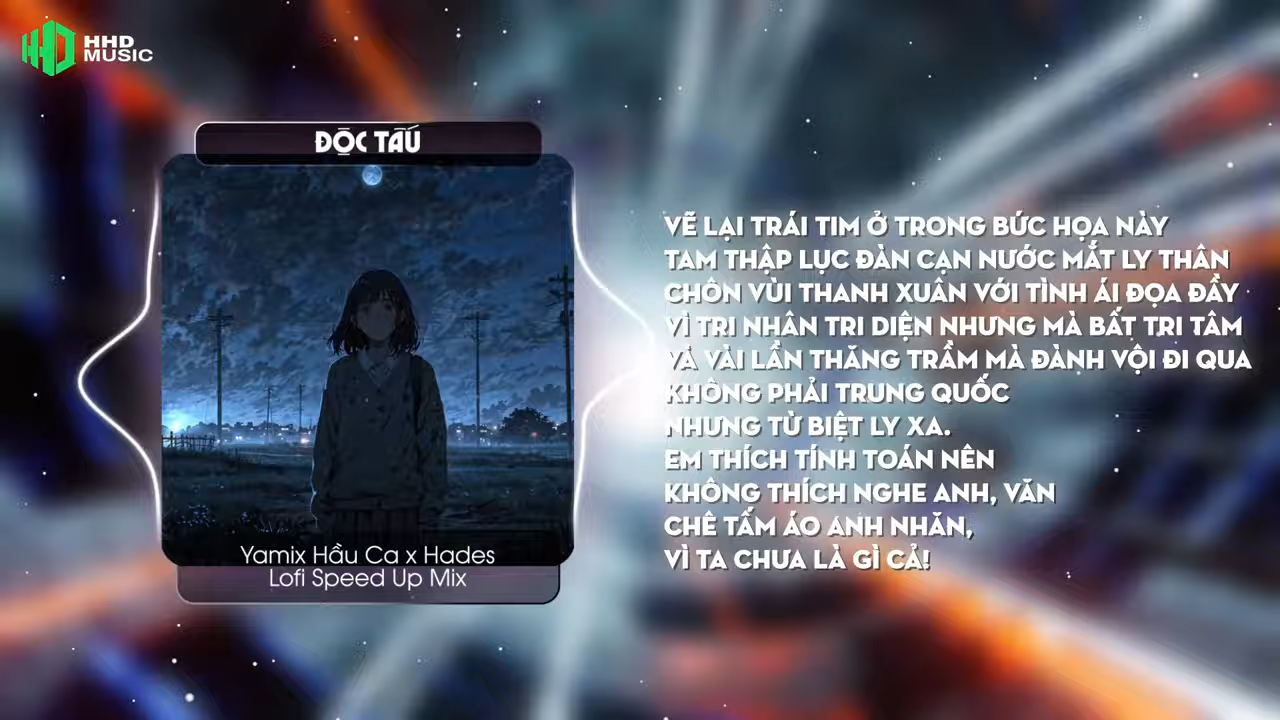 HHD
MUSIC
ĐỘC TẤU
Yamix Hầu Ca x Hades
Lofi Speed Up Mix
VẼ LẠI TRÁI TIM Ở TRONG BỨC HỌA NÀY
TAM THẬP LỤC ĐÀN CẠN NƯỚC MẮT LY THÂN
CHÔN VÙI THANH XUÂN VỚI TÌNH ÁI ĐỌA ĐẦY
VÌ TRI NHÂN TRI DIỆN NHƯNG MÀ BẤT TRI TÂM
VÀ VÀI LẦN THĂNG TRẦM MÀ ĐÀNH VỘI ĐI QUA
KHÔNG PHẢI TRUNG QUỐC
NHƯNG TỪ BIỆT LY XA.
EM THÍCH TÍNH TOÁN NÊN
KHÔNG THÍCH NGHE ANH, VĂN
CHÊ TẤM ÁO ANH NHĂN,
VÌ TA CHƯA LÀ GÌ CẢ!